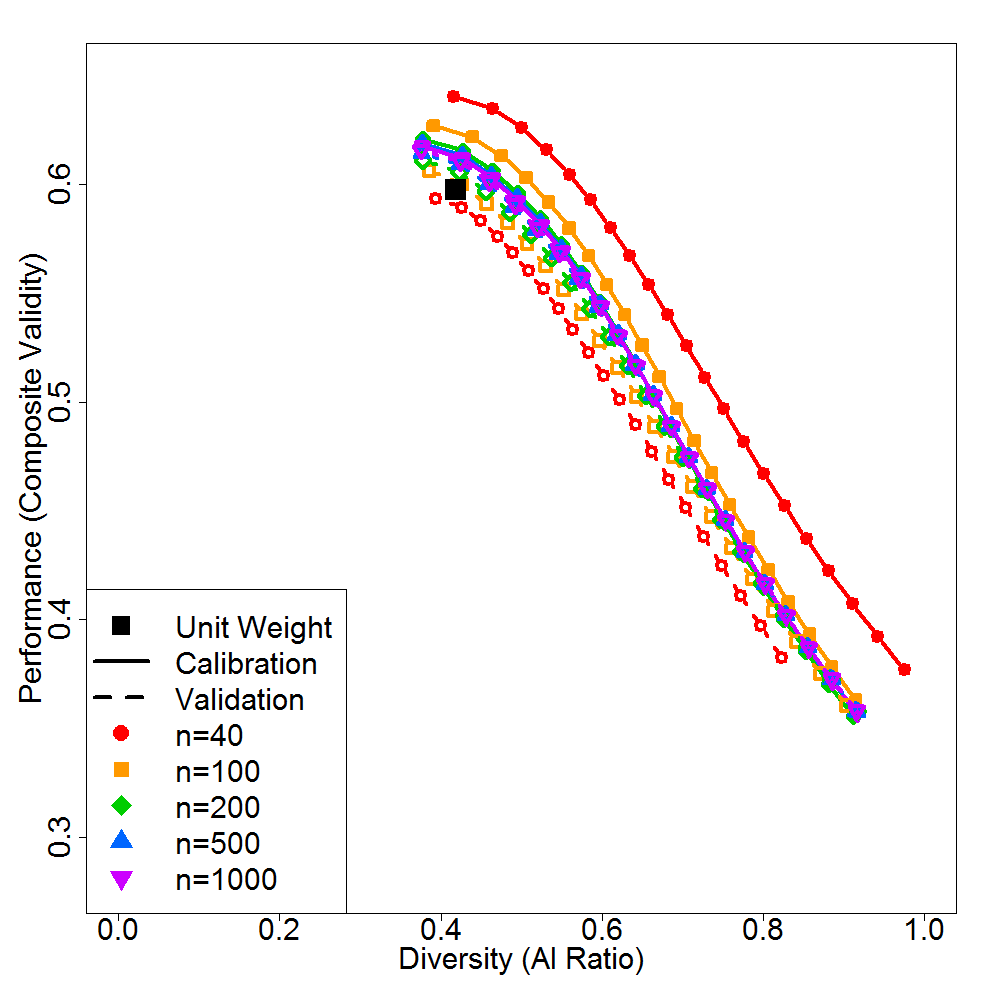 Performance (Composite Validity)
0.6
0.5
0.4
0.3
Unit Weight
Calibration
Validation
n=40
n=100
n=200
n=500
n=1000
0.0 0.2 0.4 0.6 0.8 1.0
Diversity (AI Ratio)